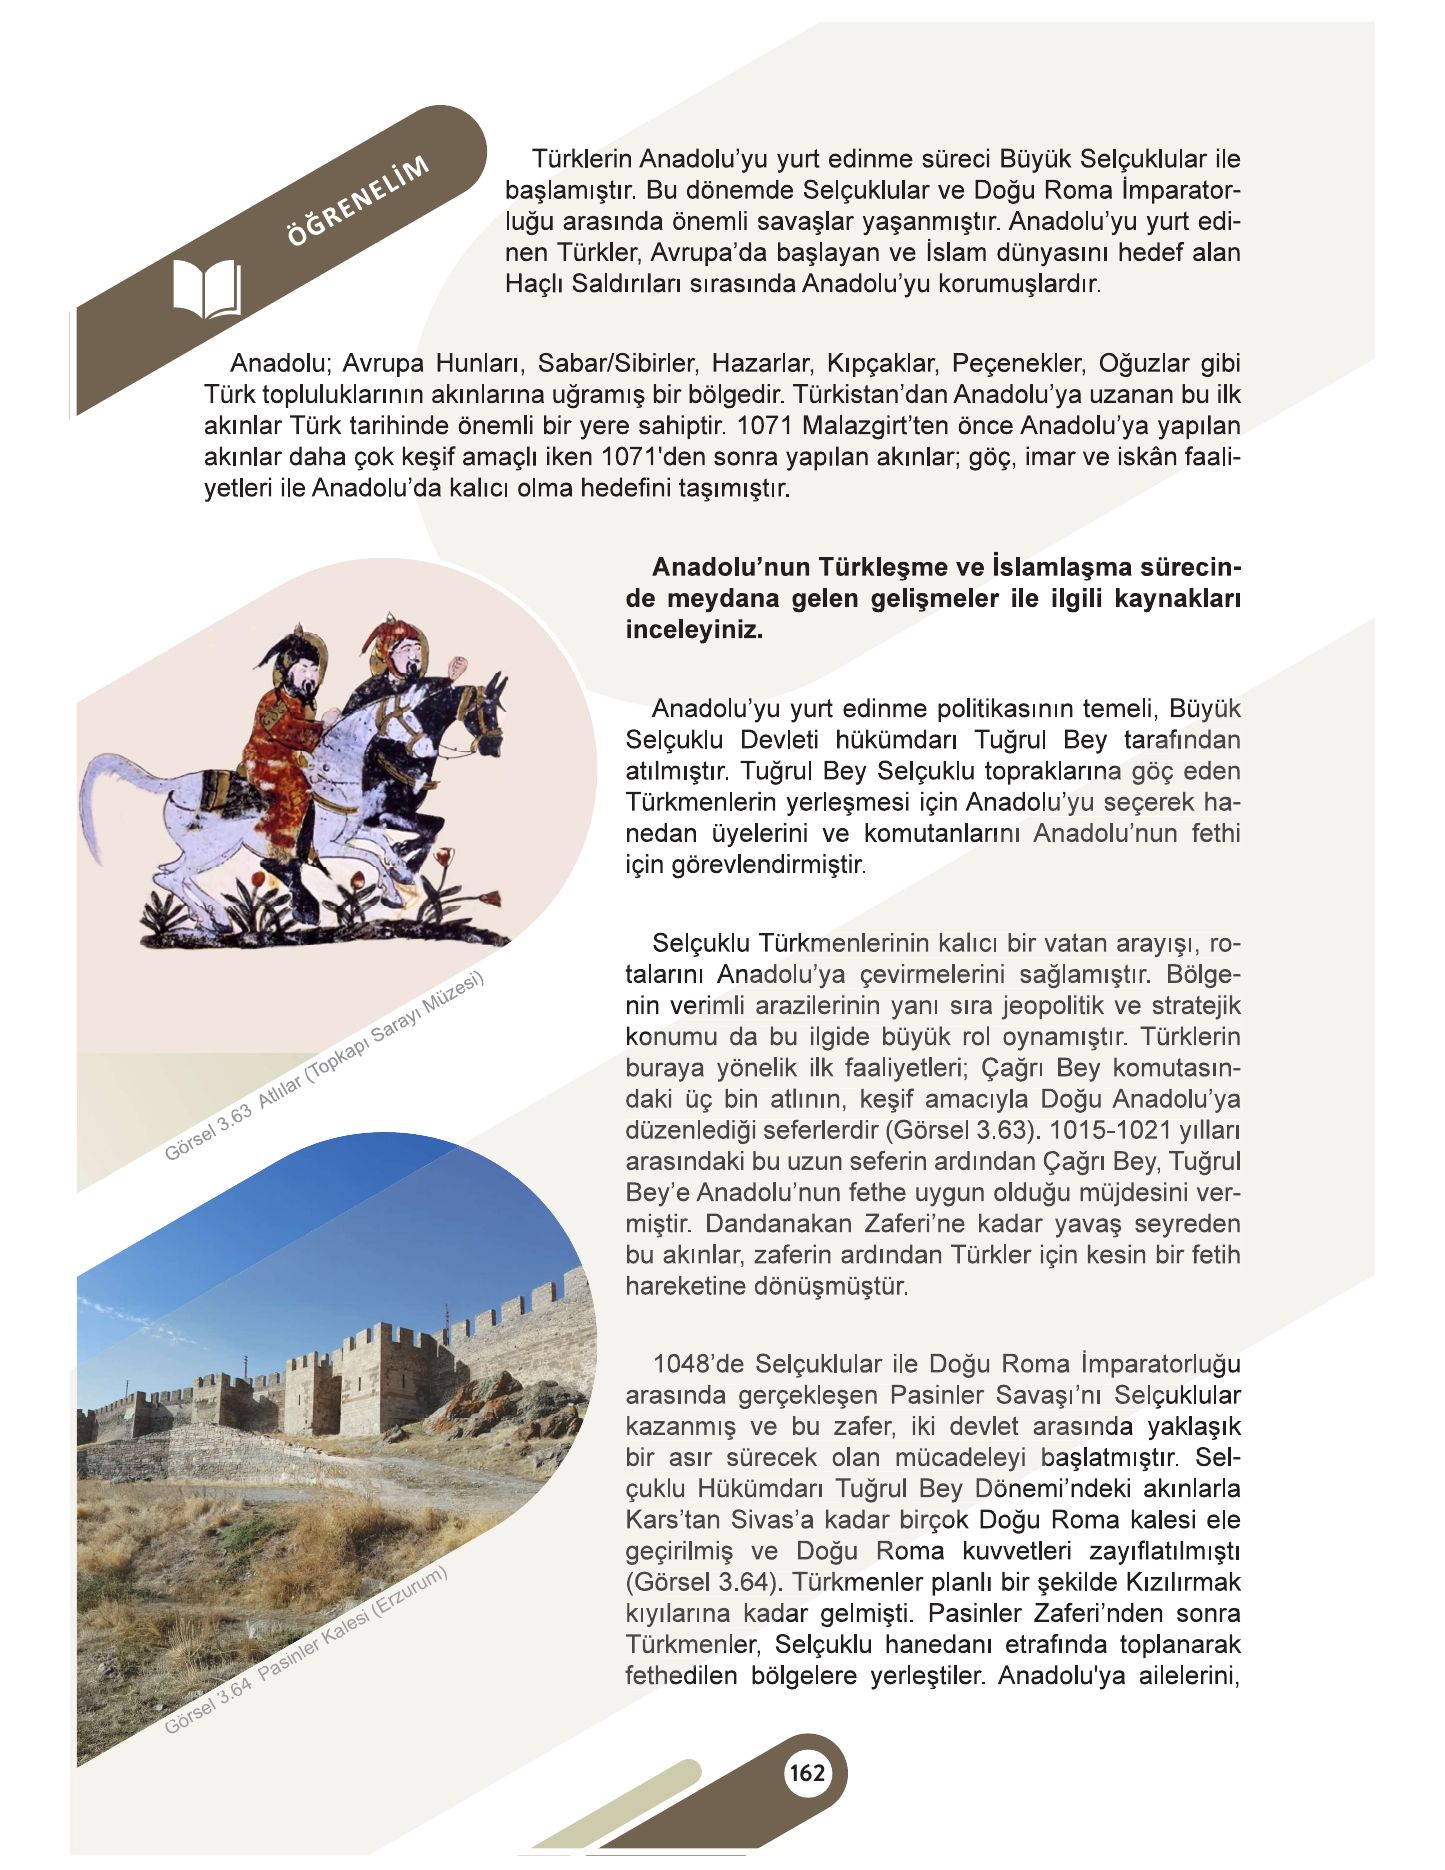 ÖĞRENELİM
Türklerin Anadolu’yu yurt edinme süreci Büyük Selçuklular ile
başlamıştır. Bu dönemde Selçuklular ve Doğu Roma İmparator-
luğu arasında önemli savaşlar yaşanmıştır. Anadolu’yu yurt edi-
nen Türkler, Avrupa’da başlayan ve İslam dünyasını hedef alan
Haçlı Saldırıları sırasında Anadolu’yu korumuşlardır.
Anadolu; Avrupa Hunları, Sabar/Sibirler, Hazarlar, Kıpçaklar, Peçenekler, Oğuzlar gibi
Türk topluluklarının akınlarına uğramış bir bölgedir. Türkistan’dan Anadolu’ya uzanan bu ilk
akınlar Türk tarihinde önemli bir yere sahiptir. 1071 Malazgirt’ten önce Anadolu’ya yapılan
akınlar daha çok keşif amaçlı iken 1071'den sonra yapılan akınlar; göç, imar ve iskân faali-
yetleri ile Anadolu’da kalıcı olma hedefini taşımıştır.
Anadolu’nun Türkleşme ve İslamlaşma sürecin-
de meydana gelen gelişmeler ile ilgili kaynakları
inceleyiniz.
Anadolu’yu yurt edinme politikasının temeli, Büyük
Selçuklu Devleti hükümdarı Tuğrul Bey tarafından
atılmıştır. Tuğrul Bey Selçuklu topraklarına göç eden
Türkmenlerin yerleşmesi için Anadolu’yu seçerek ha-
nedan üyelerini ve komutanlarını Anadolu’nun fethi
için görevlendirmiştir.
Selçuklu Türkmenlerinin kalıcı bir vatan arayışı, ro-
talarını Anadolu’ya çevirmelerini sağlamıştır. Bölge-
nin verimli arazilerinin yanı sıra jeopolitik ve stratejik
konumu da bu ilgide büyük rol oynamıştır. Türklerin
buraya yönelik ilk faaliyetleri; Çağrı Bey komutasın-
daki üç bin atlının, keşif amacıyla Doğu Anadolu’ya
düzenlediği seferlerdir (Görsel 3.63). 1015-1021 yılları
arasındaki bu uzun seferin ardından Çağrı Bey, Tuğrul
Bey’e Anadolu’nun fethe uygun olduğu müjdesini ver-
miştir. Dandanakan Zaferi’ne kadar yavaş seyreden
bu akınlar, zaferin ardından Türkler için kesin bir fetih
hareketine dönüşmüştür.
Görsel 3.63 Atlılar (Topkapı Sarayı Müzesi)
1048’de Selçuklular ile Doğu Roma İmparatorluğu
arasında gerçekleşen Pasinler Savaşı’nı Selçuklular
kazanmış ve bu zafer, iki devlet arasında yaklaşık
bir asır sürecek olan mücadeleyi başlatmıştır. Sel-
çuklu Hükümdarı Tuğrul Bey Dönemi’ndeki akınlarla
Kars’tan Sivas’a kadar birçok Doğu Roma kalesi ele
geçirilmiş ve Doğu Roma kuvvetleri zayıflatılmıştı
(Görsel 3.64). Türkmenler planlı bir şekilde Kızılırmak
kıyılarına kadar gelmişti. Pasinler Zaferi’nden sonra
Türkmenler, Selçuklu hanedanı etrafında toplanarak
fethedilen bölgelere yerleştiler. Anadolu'ya ailelerini,
Görsel 3.64 Pasinler Kalesi (Erzurum)
162